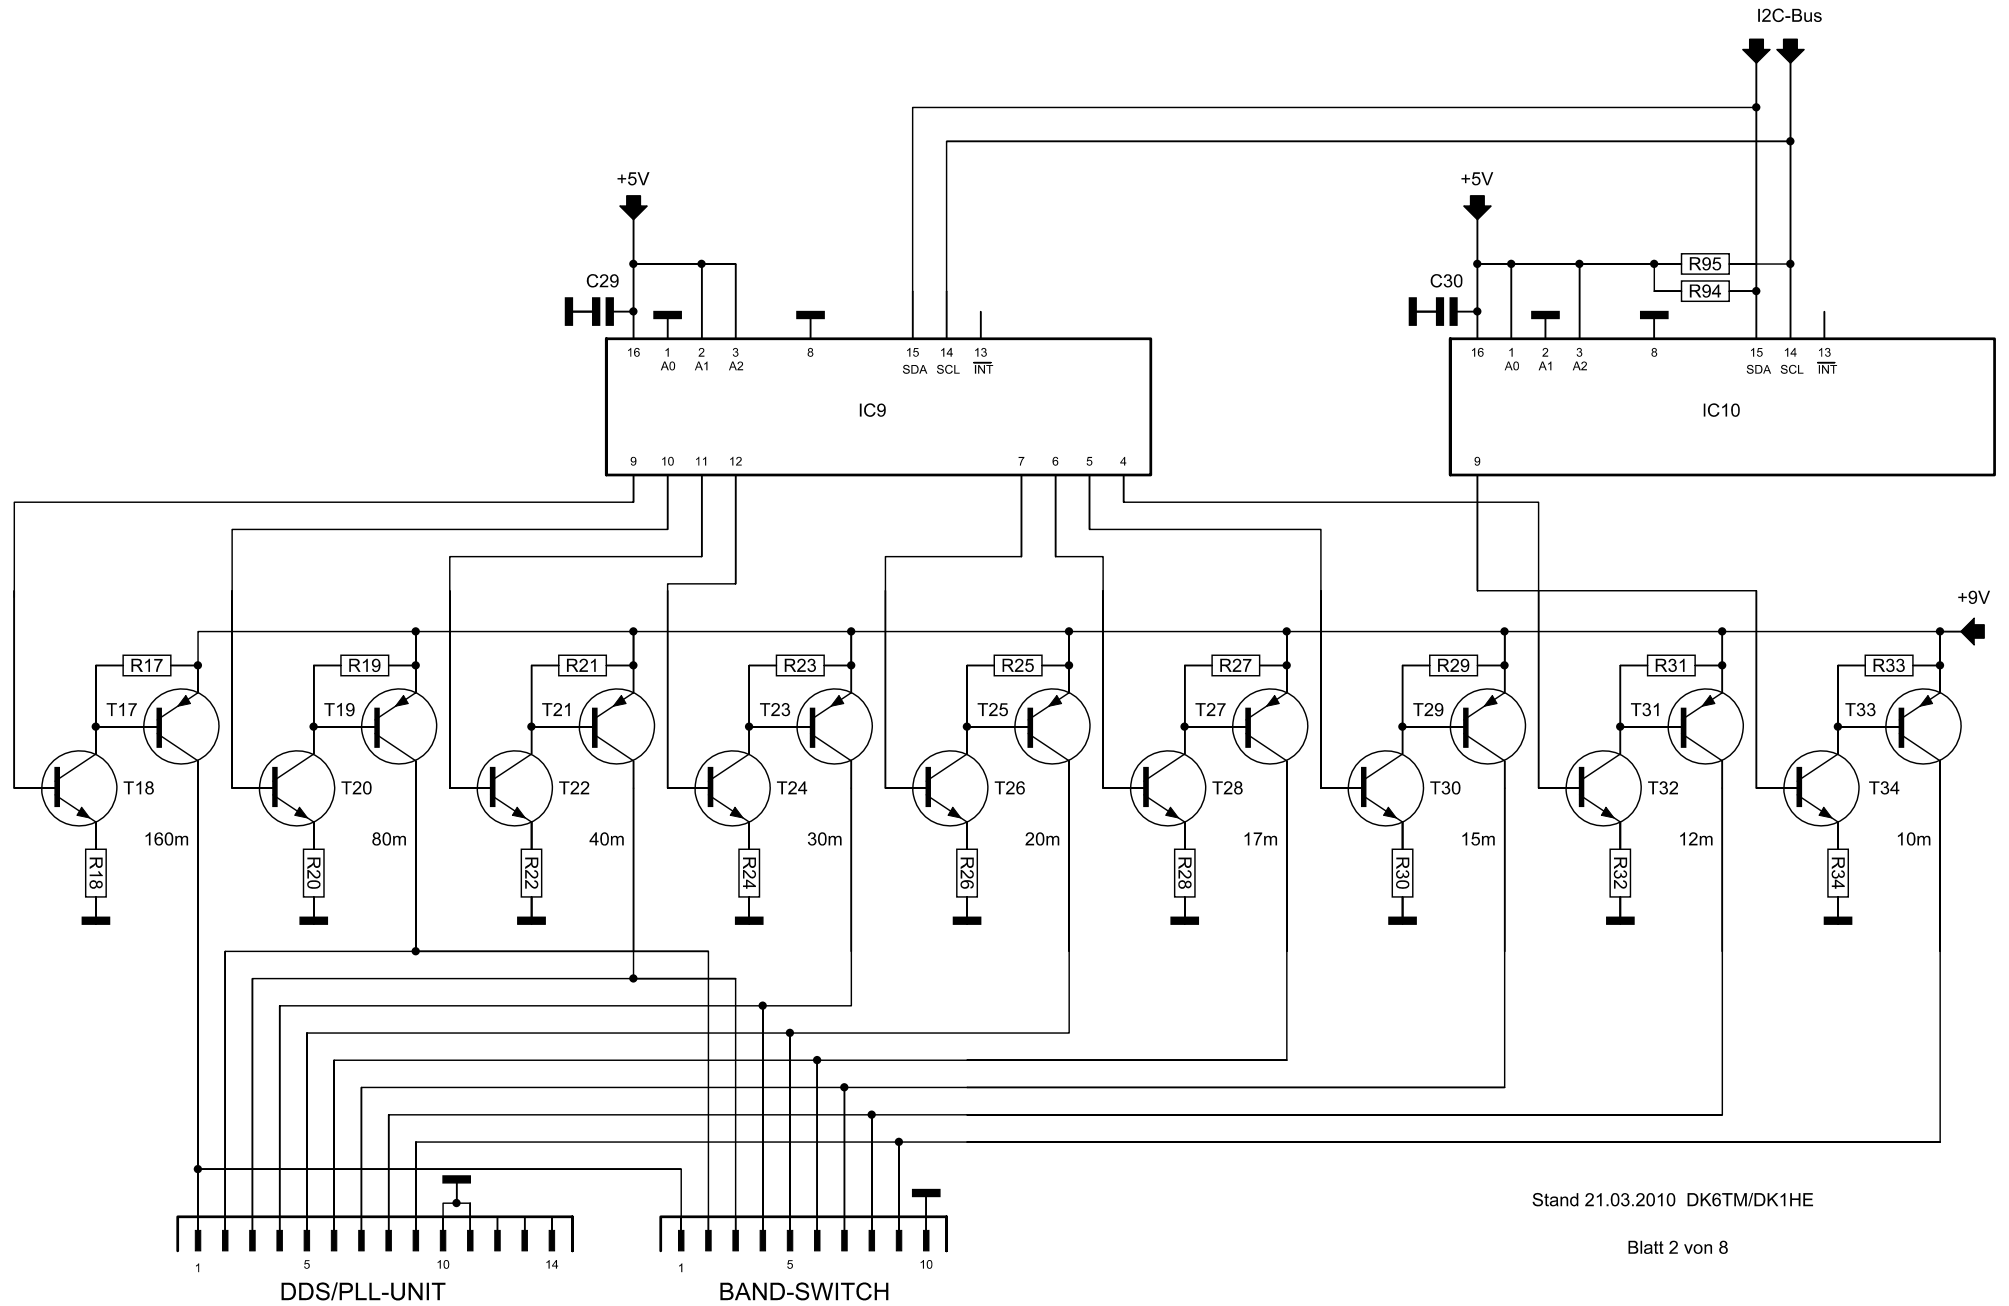 I2C-Bus
+5V
+5V
R95
C29
C30
R94
16 1 2 3 8 15 14 13
A0 A1 A2 SDA SCL INT
16 1 2 3 8 15 14 13
A0 A1 A2 SDA SCL INT
IC9
IC10
9 10 11 12 7 6 5 4
9
+9V
R17 R19 R21 R23 R25 R27 R29 R31 R33
T17 T19 T21 T23 T25 T27 T29 T31 T33
T18 T20 T22 T24 T26 T28 T30 T32 T34
160m 80m 40m 30m 20m 17m 15m 12m 10m
R18 R20 R22 R24 R26 R28 R30 R32 R34
Stand 21.03.2010 DK6TM/DK1HE
Blatt 2 von 8
1 5 10 14
1 5 10
DDS/PLL-UNIT
BAND-SWITCH